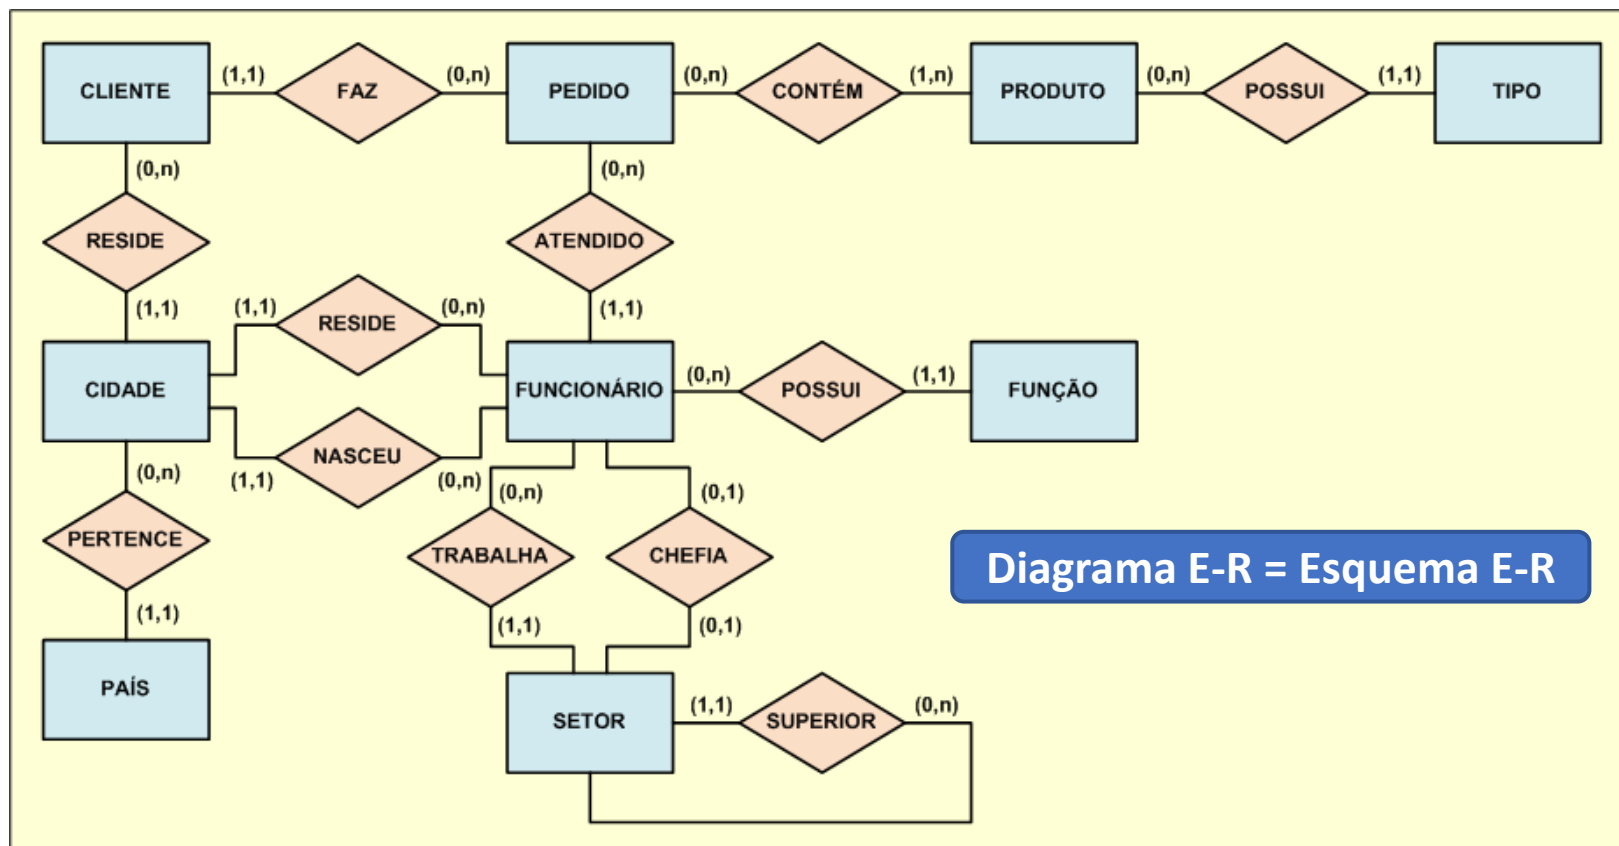 CLIENTE (1,1) FAZ (0,n) PEDIDO (0,n) CONTÉM (1,n) PRODUTO (0,n) POSSUI (1,1) TIPO
(0,n) (0,n)
RESIDE ATENDIDO
(1,1) (1,1) (0,n) (1,1)
RESIDE
CIDADE FUNCIONÁRIO (0,n) POSSUI (1,1) FUNÇÃO
NASCEU
(0,n) (1,1) (0,n) (0,n) (0,1)
PERTENCE TRABALHA CHEFIA
Diagrama E-R = Esquema E-R
(1,1) (1,1) (0,1)
PAÍS SETOR (1,1) SUPERIOR (0,n)